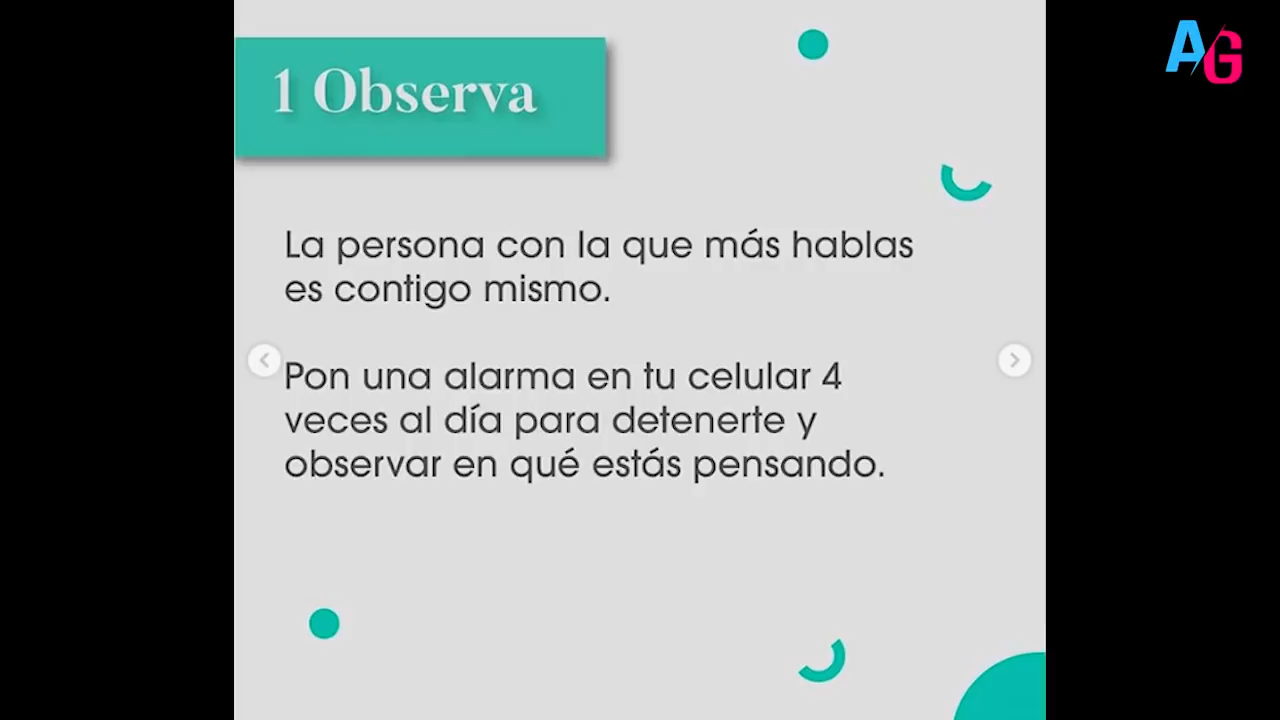 AG
1 Observa
La persona con la que más hablas
es contigo mismo.
Pon una alarma en tu celular 4
veces al día para detenerte y
observar en qué estás pensando.